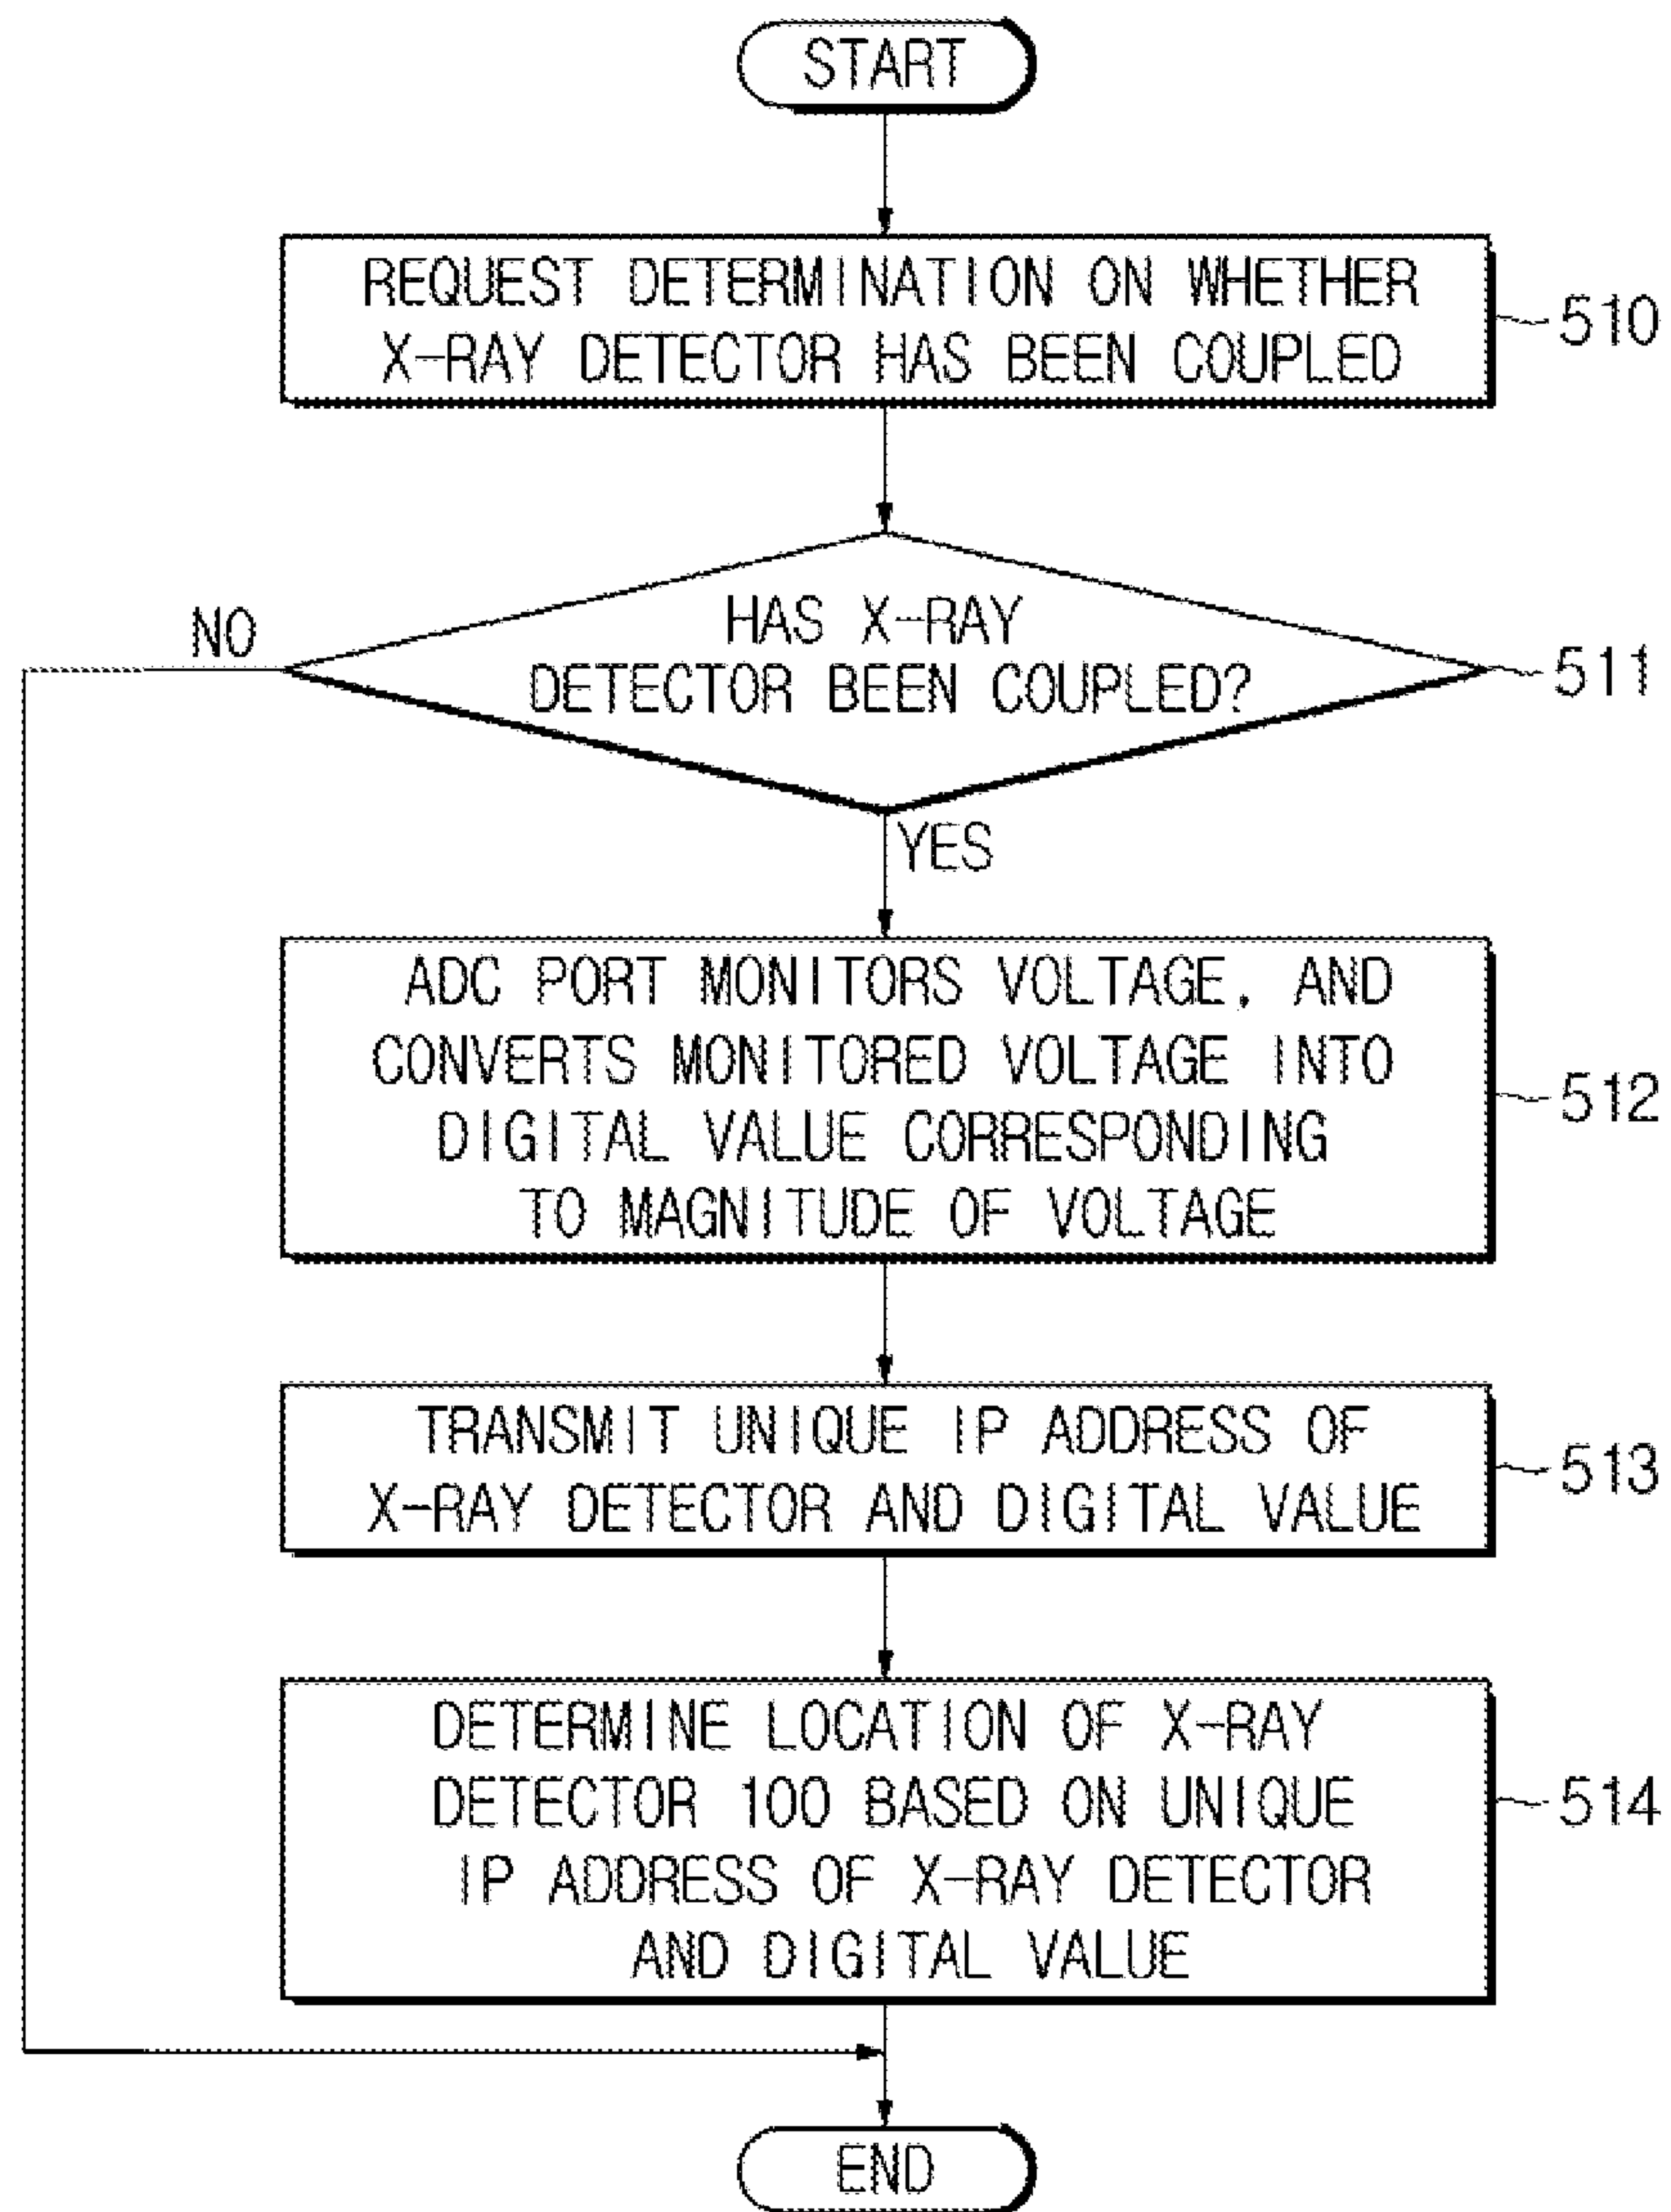 START
REQUEST DETERMINATION ON WHETHER
X-RAY DETECTOR HAS BEEN COUPLED
510
HAS X-RAY
DETECTOR BEEN COUPLED?
511
NO
YES
ADC PORT MONITORS VOLTAGE, AND
CONVERTS MONITORED VOLTAGE INTO
DIGITAL VALUE CORRESPONDING
TO MAGNITUDE OF VOLTAGE
512
TRANSMIT UNIQUE IP ADDRESS OF
X-RAY DETECTOR AND DIGITAL VALUE
513
DETERMINE LOCATION OF X-RAY
DETECTOR 100 BASED ON UNIQUE
IP ADDRESS OF X-RAY DETECTOR
AND DIGITAL VALUE
514
END